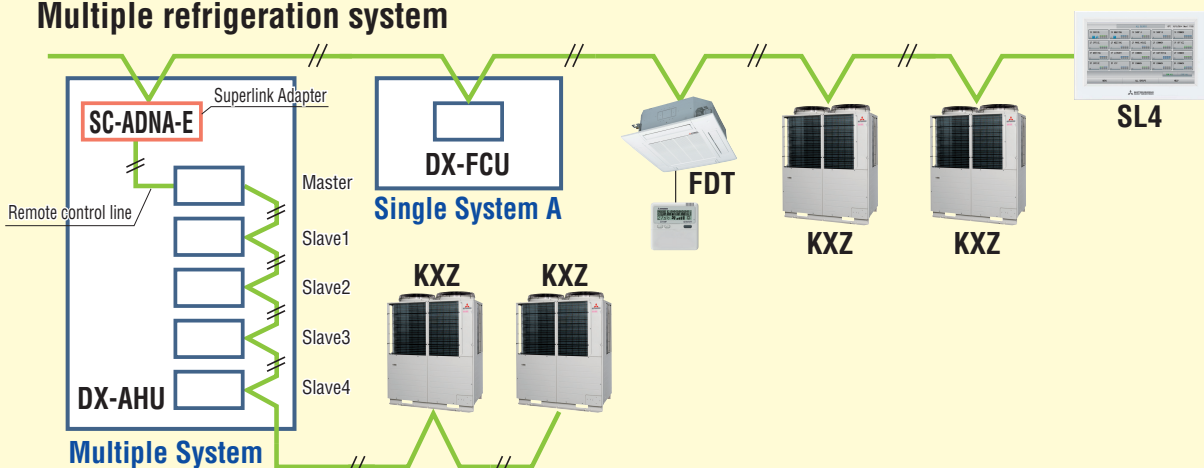 Multiple refrigeration system
Superlink Adapter
SC-ADNA-E
DX-FCU
SL4
FDT
Master
Single System A
Remote control line
KXZ
KXZ
Slave1
KXZ
KXZ
Slave2
Slave3
DX-AHU
Slave4
Multiple System